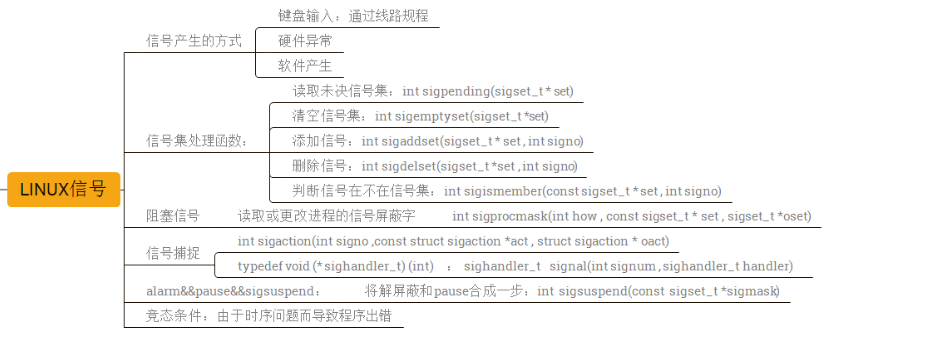 键盘输入：通过线路规程
信号产生的方式
硬件异常
软件产生
读取未决信号集：int sigpending(sigset_t * set)
清空信号集：int sigemptyset(sigset_t *set)
信号集处理函数：
添加信号：int sigaddset(sigset_t * set , int signo)
删除信号：int sigdelset(sigset_t *set , int signo)
判断信号在不在信号集：int sigismember(const sigset_t * set , int signo)
LINUX信号
阻塞信号 读取或更改进程的信号屏蔽字 int sigprocmask(int how , const sigset_t * set , sigset_t *oset)
int sigaction(int signo ,const struct sigaction *act , struct sigaction * oact)
信号捕捉
typedef void (* sighandler_t) (int) ： sighandler_t signal(int signum , sighandler_t handler)
alarm&&pause&&sigsuspend： 将解屏蔽和pause合成一步：int sigsuspend(const sigset_t *sigmask)
竞态条件：由于时序问题而导致程序出错